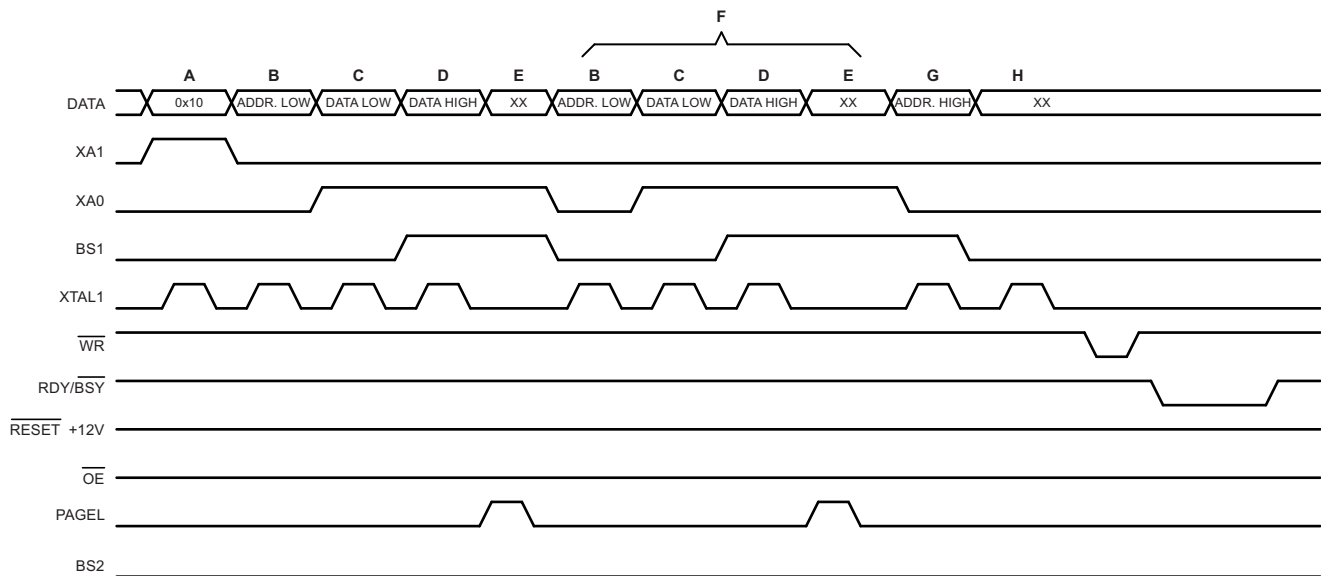 F
A B C D E B C D E G H
DATA 0x10 ADDR. LOW DATA LOW DATA HIGH XX ADDR. LOW DATA LOW DATA HIGH XX ADDR. HIGH XX
XA1
XA0
BS1
XTAL1
WR
RDY/BSY
RESET +12V
OE
PAGEL
BS2